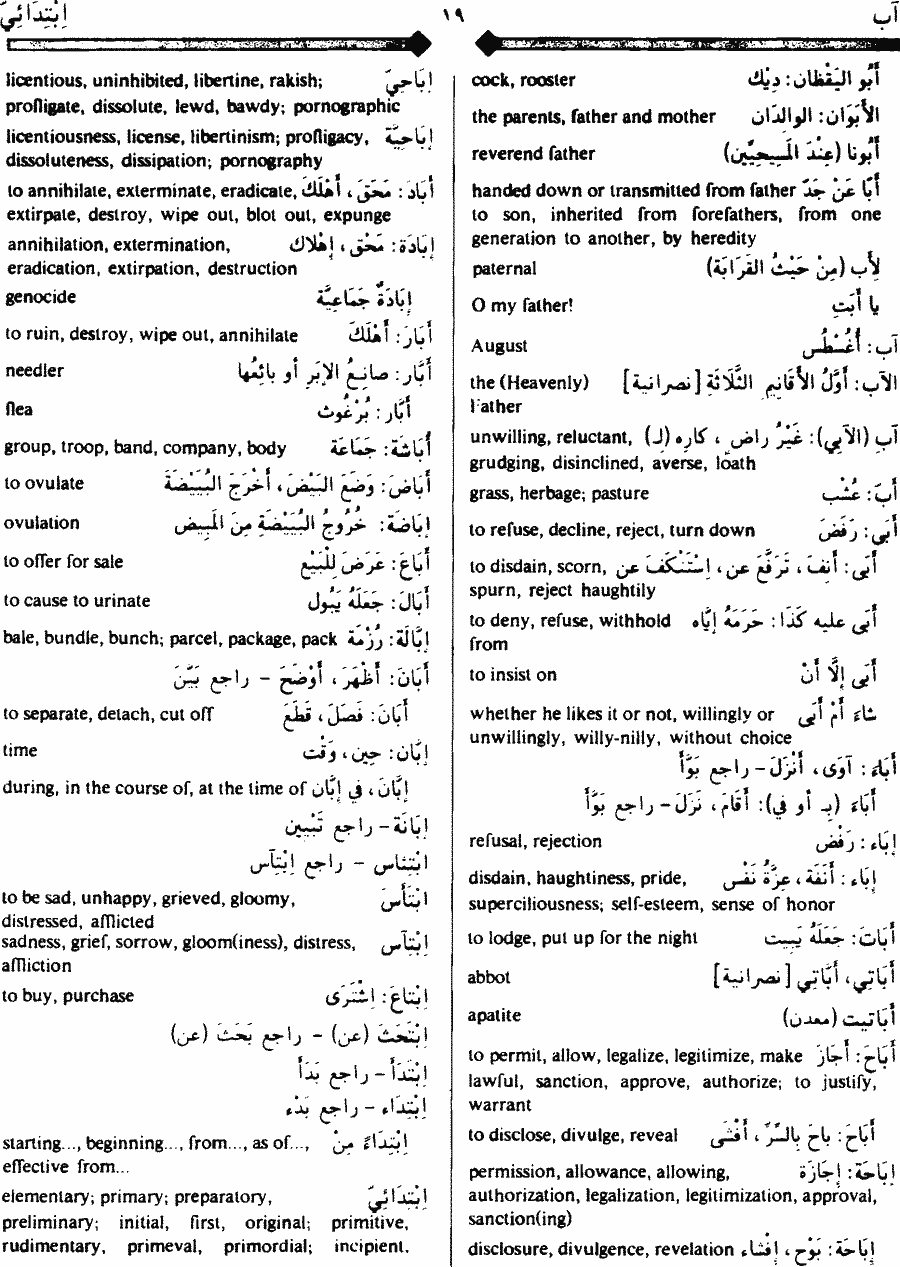 آب
١٩
اِبْتِدَائِيّ
أَبُو اليَقْظَان: دِيْك cock, rooster
الأَبَوَان: الوالِدَان the parents, father and mother
أَبُونا (عِنْدَ المَسِيحِيِّين) reverend father
أَبًا عَنْ جَدّ handed down or transmitted from father
to son, inherited from forefathers, from one
generation to another, by heredity
لِأَب (مِنْ حَيْثُ القَرَابَة) paternal
يا أَبَتِ O my father!
آب: أُغُسْطُس August
الآب: أَوَّلُ الأَقانِيم الثَّلَاثَة [نصرانية] the (Heavenly)
Father
آبٍ (الآبِي): غَيْرُ راضٍ، كارِه (لِـ) unwilling, reluctant,
grudging, disinclined, averse, loath
أَبّ: عُشْب grass, herbage; pasture
أَبَى: رَفَضَ to refuse, decline, reject, turn down
أَبَى: أَنِفَ، تَرَفَّعَ عن، اِسْتَنْكَفَ عن to disdain, scorn,
spurn, reject haughtily
أَبَى عليه كَذَا: حَرَمَهُ إيَّاه to deny, refuse, withhold
from
أَبَى إلَّا أَنْ to insist on
شاءَ أَمْ أَبَى whether he likes it or not, willingly or
unwillingly, willy-nilly, without choice
أَبَاءَ: آوَى، أَنْزَلَ - راجع بَوَّأَ
أَبَاءَ (بِـ أو في): أَقَامَ، نَزَلَ - راجع بَوَّأَ
إبَاء: رَفْض refusal, rejection
إبَاء: أَنَفَة، عِزَّةُ نَفْس disdain, haughtiness, pride,
superciliousness; self-esteem, sense of honor
أَبَاتَ: جَعَلَهُ يَبِيت to lodge, put up for the night
أَبَاتِي، أَبَّاتِي [نصرانية] abbot
أَبَاتِيت (معدن) apatite
أَبَاحَ: أَجَازَ to permit, allow, legalize, legitimize, make
lawful, sanction, approve, authorize; to justify,
warrant
أَبَاحَ: باحَ بالسِّرّ، أَفْشَى to disclose, divulge, reveal
إبَاحَة: إجَازَة permission, allowance, allowing,
authorization, legalization, legitimization, approval,
sanction(ing)
إبَاحَة: بَوْح، إفْشَاء disclosure, divulgence, revelation
إبَاحِيّ licentious, uninhibited, libertine, rakish;
profligate, dissolute, lewd, bawdy; pornographic
إبَاحِيَّة licentiousness, license, libertinism; profligacy,
dissoluteness, dissipation; pornography
أَبَادَ: مَحَقَ، أَهْلَكَ to annihilate, exterminate, eradicate,
extirpate, destroy, wipe out, blot out, expunge
إبَادَة: مَحْق، إهْلَاك annihilation, extermination,
eradication, extirpation, destruction
إبَادَةٌ جَمَاعِيَّة genocide
أَبَارَ: أَهْلَكَ to ruin, destroy, wipe out, annihilate
أَبَّار: صانِعُ الإبَر أو بائِعُها needler
أَبَّار: بُرْغُوث flea
أُبَاشَة: جَمَاعَة group, troop, band, company, body
أَبَاضَ: وَضَعَ البَيْضَ، أَخْرَجَ البُيَيْضَة to ovulate
إبَاضَة: خُرُوجُ البُيَيْضَة مِنَ المَبِيض ovulation
أَبَاعَ: عَرَضَ لِلْبَيْع to offer for sale
أَبَالَ: جَعَلَهُ يَبُول to cause to urinate
إبَّالَة: رُزْمَة bale, bundle, bunch; parcel, package, pack
أَبَانَ: أَظْهَرَ، أَوْضَحَ - راجع بَيَّنَ
أَبَانَ: فَصَلَ، قَطَعَ to separate, detach, cut off
إبَّان: حِين، وَقْت time
إبَّانَ، في إبَّان during, in the course of, at the time of
إبَانَة - راجع تَبْيِين
اِبْتِئاس - راجع اِبْتِآس
اِبْتَأَسَ to be sad, unhappy, grieved, gloomy,
distressed, afflicted
اِبْتِآس sadness, grief, sorrow, gloom(iness), distress,
affliction
اِبْتَاعَ: اِشْتَرَى to buy, purchase
اِبْتَحَثَ (عن) - راجع بَحَثَ (عن)
اِبْتَدَأَ - راجع بَدَأَ
اِبْتِدَاء - راجع بَدْء
اِبْتِدَاءً مِنْ starting..., beginning..., from..., as of...,
effective from...
اِبْتِدَائِيّ elementary; primary; preparatory,
preliminary; initial, first, original; primitive,
rudimentary, primeval, primordial; incipient.